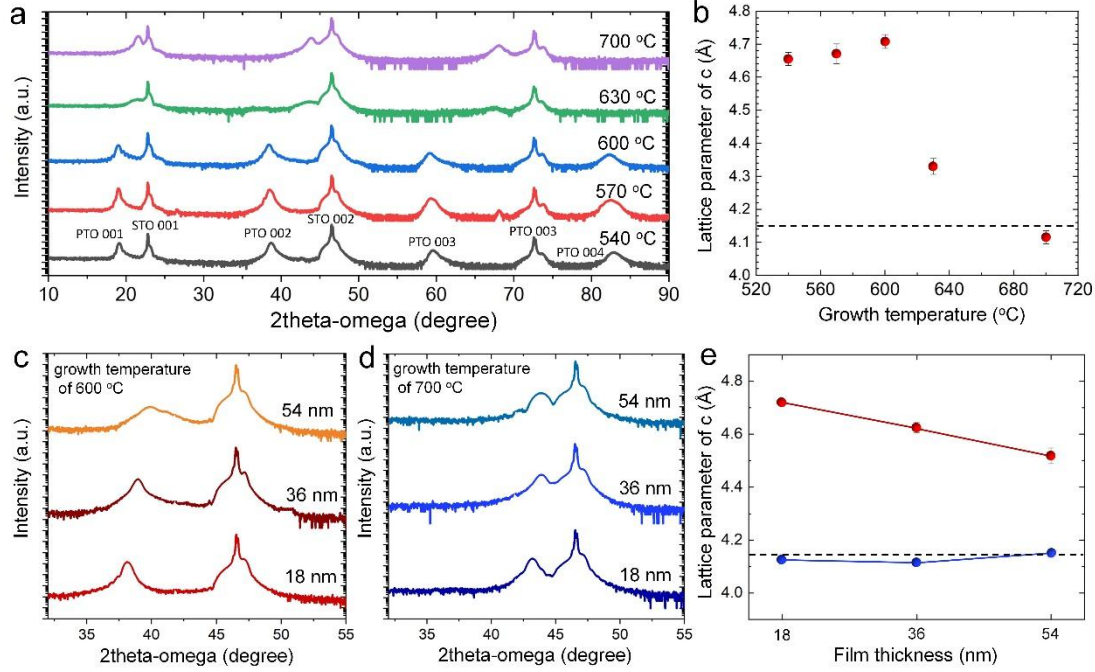 a
Intensity (a.u.)
700 °C
630 °C
600 °C
570 °C
540 °C
PTO 001
STO 001
PTO 002
STO 002
PTO 003
PTO 003
PTO 004
10 20 30 40 50 60 70 80 90
2theta-omega (degree)
b
Lattice parameter of c (Å)
4.8
4.7
4.6
4.5
4.4
4.3
4.2
4.1
4.0
520 560 600 640 680 720
Growth temperature (°C)
c
growth temperature
of 600 °C
Intensity (a.u.)
54 nm
36 nm
18 nm
35 40 45 50 55
2theta-omega (degree)
d
growth temperature
of 700 °C
Intensity (a.u.)
54 nm
36 nm
18 nm
35 40 45 50 55
2theta-omega (degree)
e
Lattice parameter of c (Å)
4.8
4.6
4.4
4.2
4.0
18 36 54
Film thickness (nm)